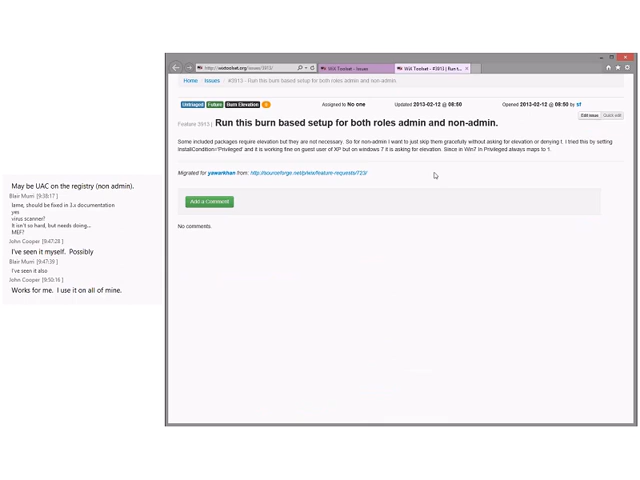 May be UAC on the registry (non admin).
Blair Murri [9:36:17]
lame, should be fixed in 3.x documentation
yes
virus scanner?
It isn't so hard, but needs doing...
MEF?
John Cooper [9:47:28]
I've seen it myself. Possibly
Blair Murri [9:47:39]
I've seen it also
John Cooper [9:50:16]
Works for me. I use it on all of mine.
http://wixtoolset.org/issues/3913/
WiX Toolset - Issues
WiX Toolset - #3913 | Run t...
Home / Issues / #3913 - Run this burn based setup for both roles admin and non-admin.
Untriaged Future Burn Elevation
Assigned to No one
Updated 2013-02-12 @ 08:50
Opened 2013-02-12 @ 08:50 by sf
Edit issue Quick edit
Feature 3913 | Run this burn based setup for both roles admin and non-admin.
Some included packages require elevation but they are not necessary. So for non-admin I want to just skip them gracefully without asking for elevation or denying it. I tried this by setting
InstallCondition='Privileged' and it is working fine on guest user of XP but on windows 7 it is asking for elevation. Since in Win7 in Privileged always maps to 1.
Migrated for yawarkhan from: http://sourceforge.net/p/wix/feature-requests/723/
Add a Comment
No comments.